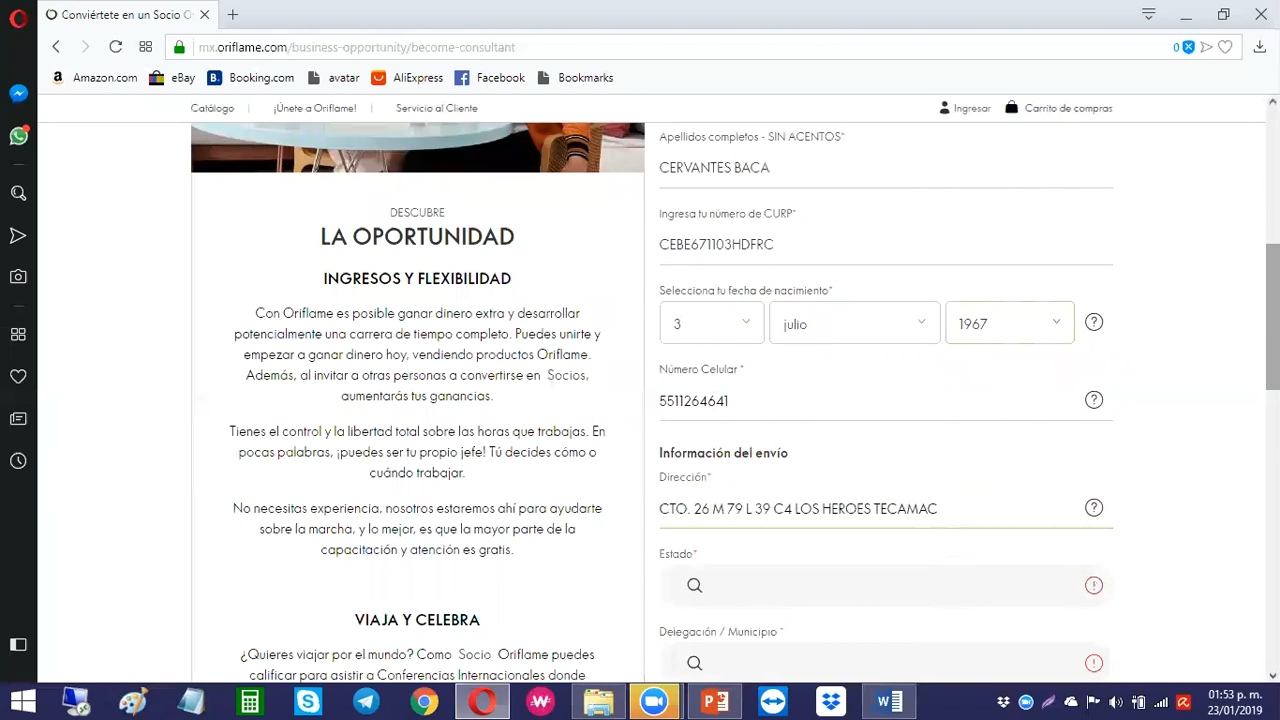 Conviértete en un Socio O
mx.oriflame.com/business-opportunity/become-consultant
0
Amazon.com
eBay
Booking.com
avatar
AliExpress
Facebook
Bookmarks
Catálogo
¡Únete a Oriflame!
Servicio al Cliente
Ingresar
Carrito de compras
DESCUBRE
LA OPORTUNIDAD
INGRESOS Y FLEXIBILIDAD
Con Oriflame es posible ganar dinero extra y desarrollar
potencialmente una carrera de tiempo completo. Puedes unirte y
empezar a ganar dinero hoy, vendiendo productos Oriflame.
Además, al invitar a otras personas a convertirse en Socios,
aumentarás tus ganancias.
Tienes el control y la libertad total sobre las horas que trabajas. En
pocas palabras, ¡puedes ser tu propio jefe! Tú decides cómo o
cuándo trabajar.
No necesitas experiencia, nosotros estaremos ahí para ayudarte
sobre la marcha, y lo mejor, es que la mayor parte de la
capacitación y atención es gratis.
VIAJA Y CELEBRA
¿Quieres viajar por el mundo? Como Socio Oriflame puedes
calificar para asistir a Conferencias Internacionales donde
Apellidos completos - SIN ACENTOS*
CERVANTES BACA
Ingresa tu número de CURP*
CEBE671103HDFRC
Selecciona tu fecha de nacimiento*
3 julio 1967
Número Celular *
5511264641
Información del envío
Dirección*
CTO. 26 M 79 L 39 C4 LOS HEROES TECAMAC
Estado*
Delegación / Municipio *
01:53 p. m.
23/01/2019